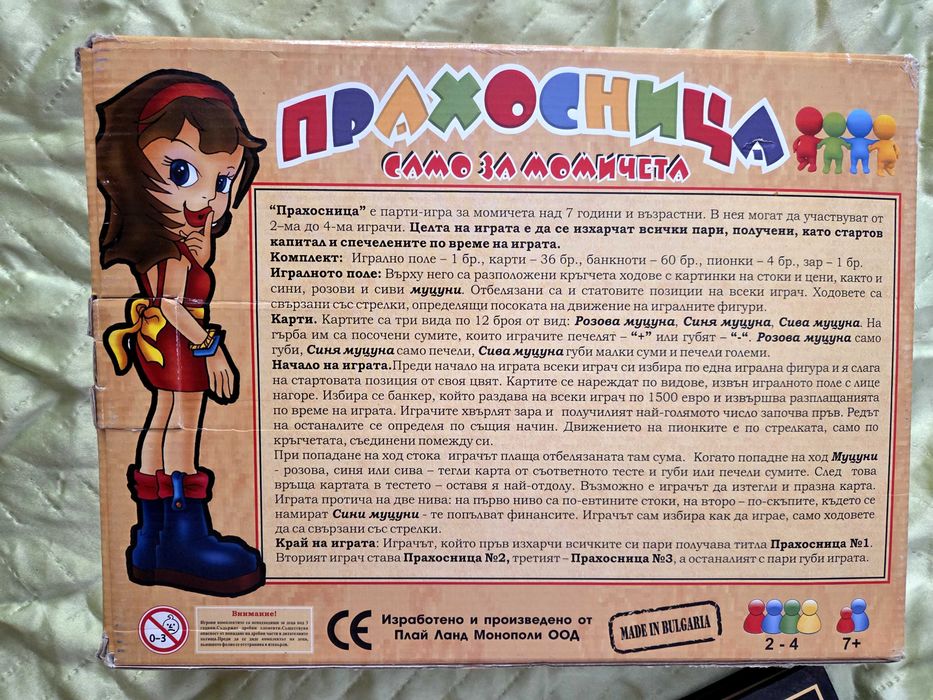 ПРАХОСНИЦА
САМО ЗА МОМИЧЕТА
“Прахосница” е парти-игра за момичета над 7 години и възрастни. В нея могат да участвуват от
2–ма до 4-ма играчи. Целта на играта е да се изхарчат всички пари, получени, като стартов
капитал и спечелените по време на играта.
Комплект: Игрално поле – 1 бр., карти – 36 бр., банкноти – 60 бр., пионки – 4 бр., зар – 1 бр.
Игралното поле: Върху него са разположени кръгчета ходове с картинки на стоки и цени, както и
сини, розови и сиви муцуни. Отбелязани са и статовите позиции на всеки играч. Ходовете са
свързани със стрелки, определящи посоката на движение на игралните фигури.
Карти. Картите са три вида по 12 броя от вид: Розова муцуна, Синя муцуна, Сива муцуна. На
гърба им са посочени сумите, които играчите печелят – “+” или губят – “-“. Розова муцуна само
губи, Синя муцуна само печели, Сива муцуна губи малки суми и печели големи.
Начало на играта.Преди начало на играта всеки играч си избира по една игрална фигура и я слага
на стартовата позиция от своя цвят. Картите се нареждат по видове, извън игралното поле с лице
нагоре. Избира се банкер, който раздава на всеки играч по 1500 евро и извършва разплащанията
по време на играта. Играчите хвърлят зара и получилият най-голямото число започва пръв. Редът
на останалите се определя по същия начин. Движението на пионките е по стрелката, само по
кръгчетата, съединени помежду си.
При попадане на ход стока играчът плаща отбелязаната там сума. Когато попадне на ход Муцуни
- розова, синя или сива – тегли карта от съответното тесте и губи или печели сумите. След това
връща картата в тестето – оставя я най-отдолу. Възможно е играчът да изтегли и празна карта.
Играта протича на две нива: на първо ниво са по-евтините стоки, на второ – по-скъпите, където се
намират Сини муцуни - те попълват финансите. Играчът сам избира как да играе, само ходовете
да са свързани със стрелки.
Край на играта: Играчът, който пръв изхарчи всичките си пари получава титла Прахосница №1.
Вторият играч става Прахосница №2, третият – Прахосница №3, а останалият с пари губи играта.
0-3
Внимание!
CE
Изработено и произведено от
Плай Ланд Монополи ООД
MADE IN BULGARIA
2 - 4
7+